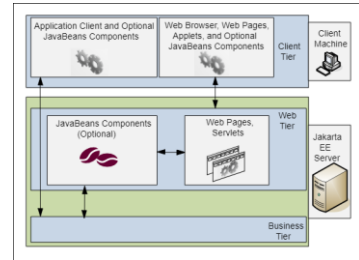 Application Client and Optional
JavaBeans Components
Web Browser, Web Pages,
Applets, and Optional
JavaBeans Components
Client
Tier
Client
Machine
JavaBeans Components
(Optional)
Web Pages,
Servlets
Web
Tier
Jakarta
EE
Server
Business
Tier